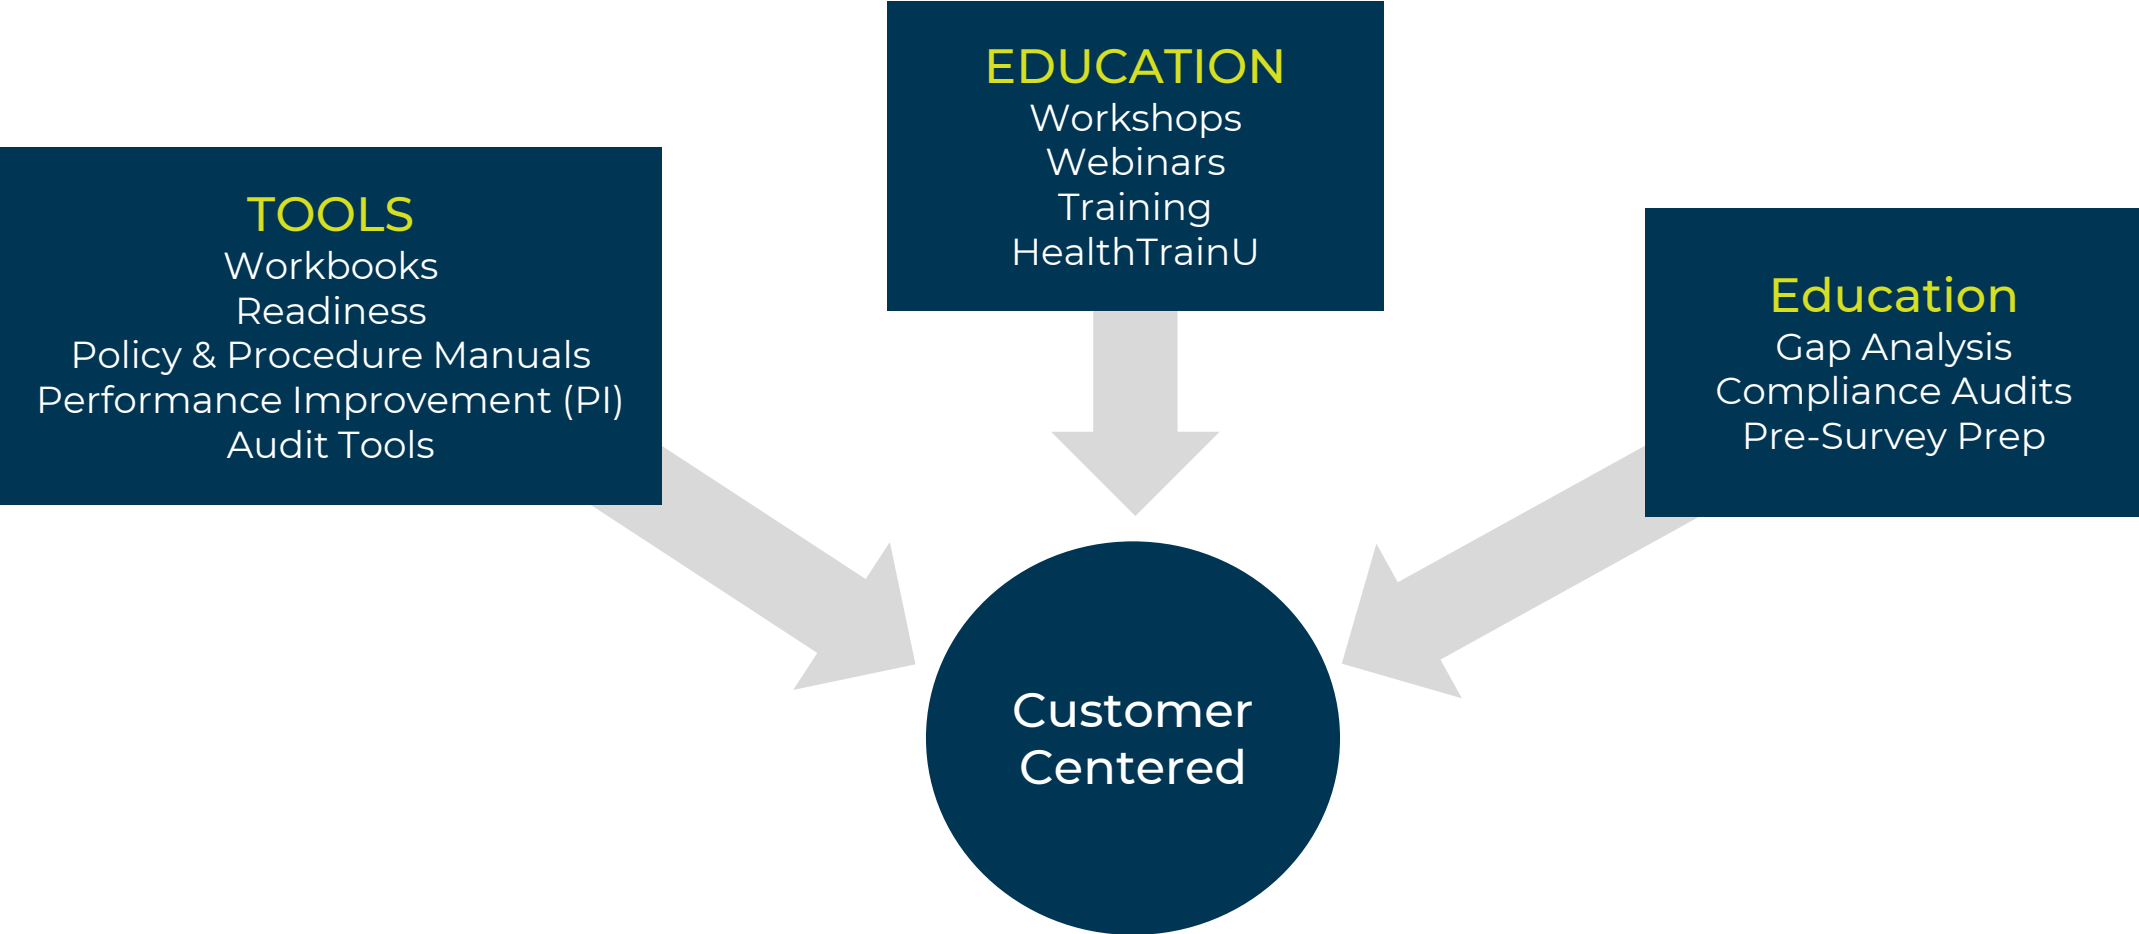 TOOLS
Workbooks
Readiness
Policy & Procedure Manuals
Performance Improvement (PI)
Audit Tools
EDUCATION
Workshops
Webinars
Training
HealthTrainU
Education
Gap Analysis
Compliance Audits
Pre-Survey Prep
Customer
Centered